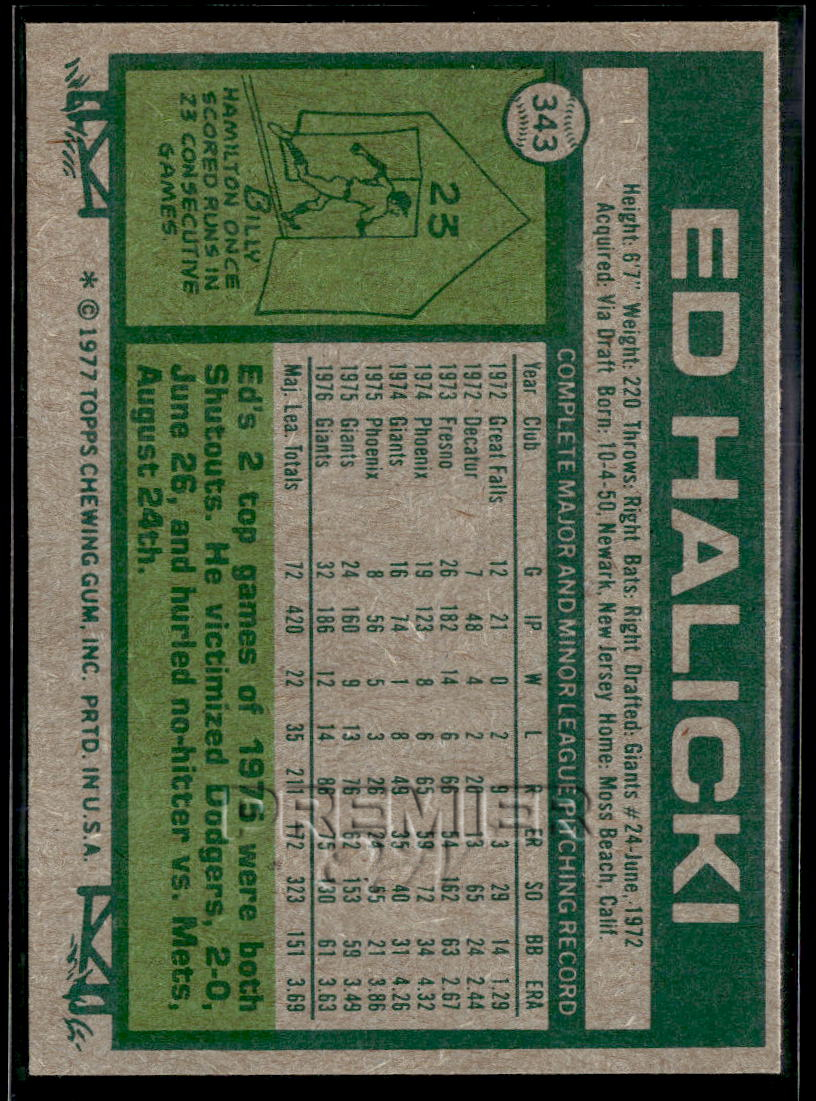 343
ED HALICKI
Height: 6'7" Weight: 220 Throws: Right Bats: Right Drafted: Giants #24-June, 1972
Acquired: Via Draft Born: 10-4-50, Newark, New Jersey Home: Moss Beach, Calif.
COMPLETE MAJOR AND MINOR LEAGUE PITCHING RECORD
Year Club G IP W L R ER SO BB ERA
1972 Great Falls 12 21 0 2 9 3 29 14 1.29
1972 Decatur 7 48 4 2 20 13 65 24 2.44
1973 Fresno 26 182 14 6 66 54 162 63 2.67
1974 Phoenix 19 123 8 6 65 59 72 34 4.32
1974 Giants 16 74 1 8 49 35 40 31 4.26
1975 Phoenix 8 56 5 3 26 24 55 21 3.86
1975 Giants 24 160 9 13 76 62 153 59 3.49
1976 Giants 32 186 12 14 86 75 130 61 3.63
Maj. Lea. Totals 72 420 22 35 211 172 323 151 3.69
23
BILLY
HAMILTON ONCE
SCORED RUNS IN
23 CONSECUTIVE
GAMES.
Ed's 2 top games of 1975 were both
Shutouts. He victimized Dodgers, 2-0,
June 26, and hurled no-hitter vs. Mets,
August 24th.
* © 1977 TOPPS CHEWING GUM, INC. PRTD. IN U.S.A.
PREMIER